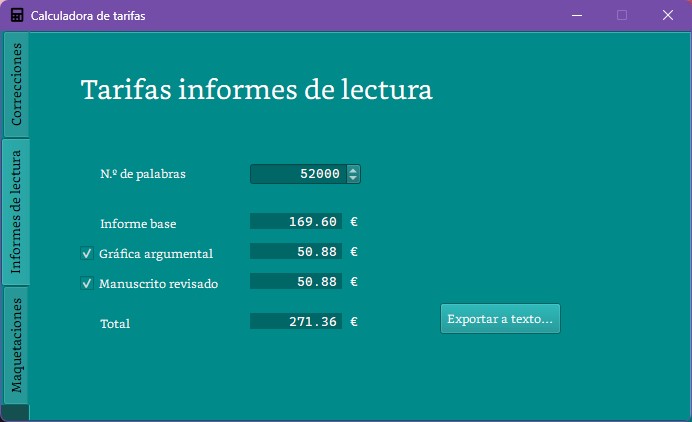 Calculadora de tarifas
Correcciones
Informes de lectura
Maquetaciones
Tarifas informes de lectura
N.º de palabras 52000
Informe base 169.60 €
Gráfica argumental 50.88 €
Manuscrito revisado 50.88 €
Total 271.36 €
Exportar a texto...